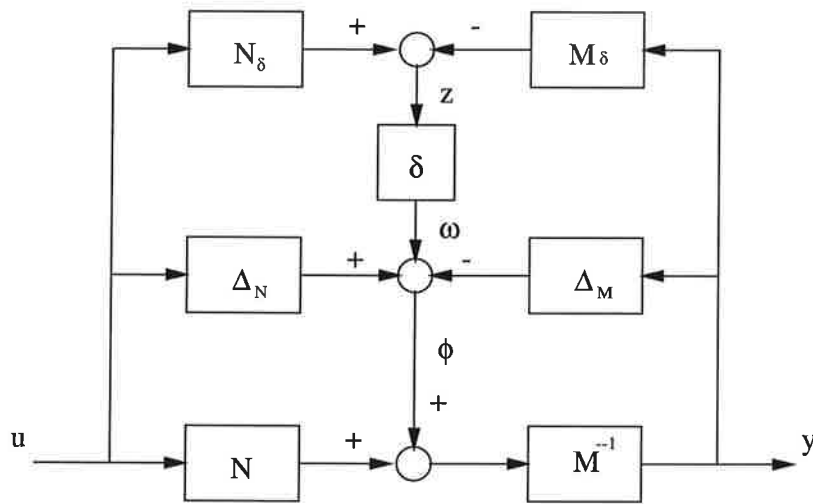 N_δ + - M_δ
z
δ
ω
Δ_N + - Δ_M
φ
+
u N + M⁻¹ y